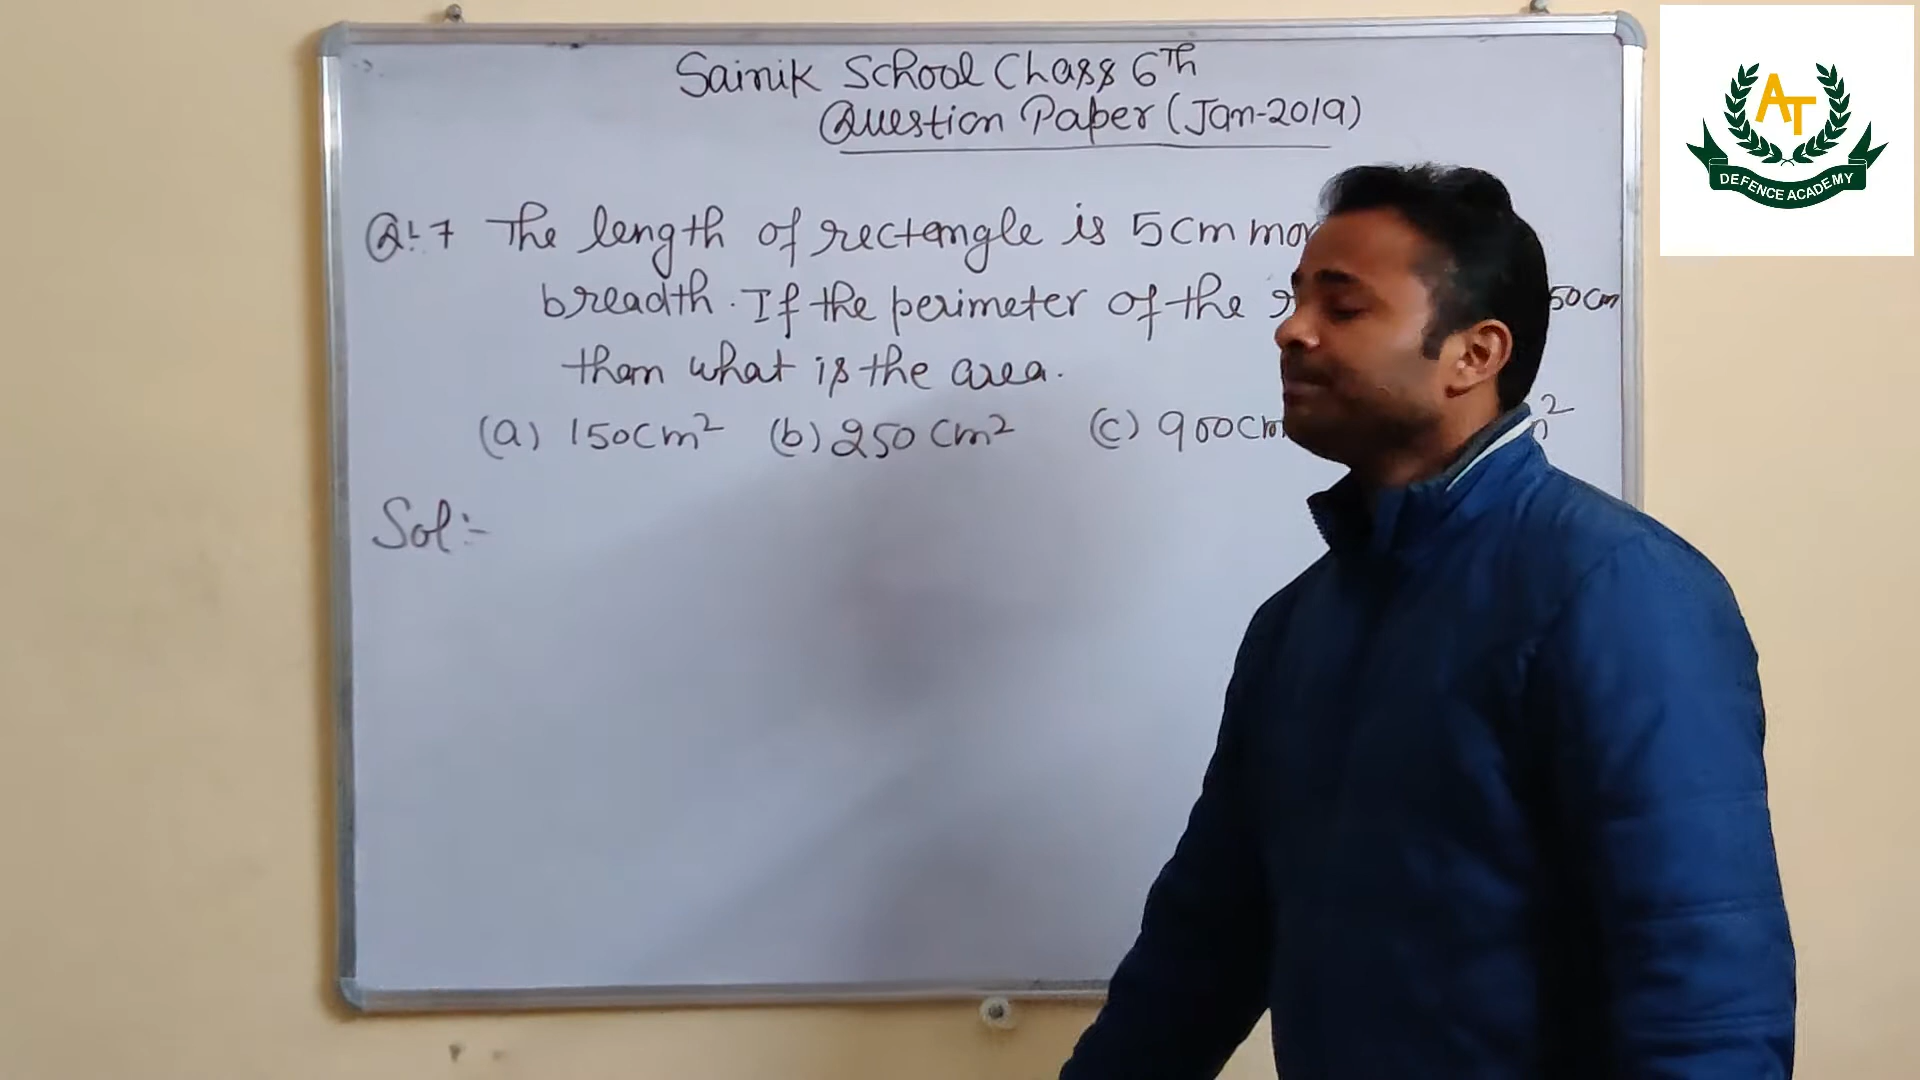 Sainik School Class 6Th
Question Paper (Jan-2019)
Q:-7 The length of rectangle is 5cm
breadth. If the perimeter of the 50cm
then what is the area.
(a) 150cm² (b) 250 cm² (c) 900cm
Sol:-
AT
DEFENCE ACADEMY